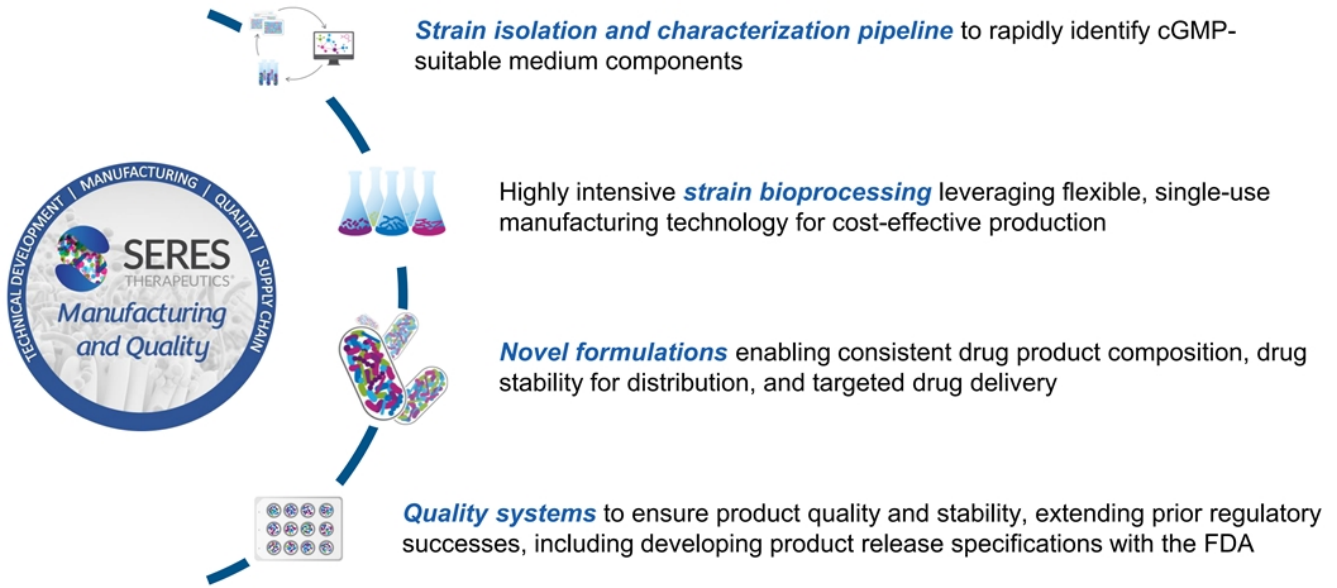 Strain isolation and characterization pipeline to rapidly identify cGMP-
suitable medium components
TECHNICAL DEVELOPMENT | MANUFACTURING | QUALITY | SUPPLY CHAIN
SERES
THERAPEUTICS®
Manufacturing
and Quality
Highly intensive strain bioprocessing leveraging flexible, single-use
manufacturing technology for cost-effective production
Novel formulations enabling consistent drug product composition, drug
stability for distribution, and targeted drug delivery
Quality systems to ensure product quality and stability, extending prior regulatory
successes, including developing product release specifications with the FDA